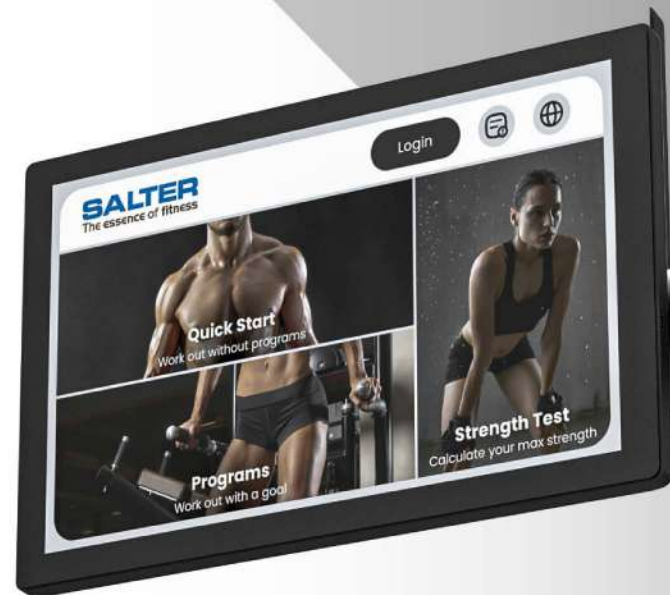 Login
SALTER
The essence of fitness
Quick Start
Work out without programs
Programs
Work out with a goal
Strength Test
Calculate your max strength